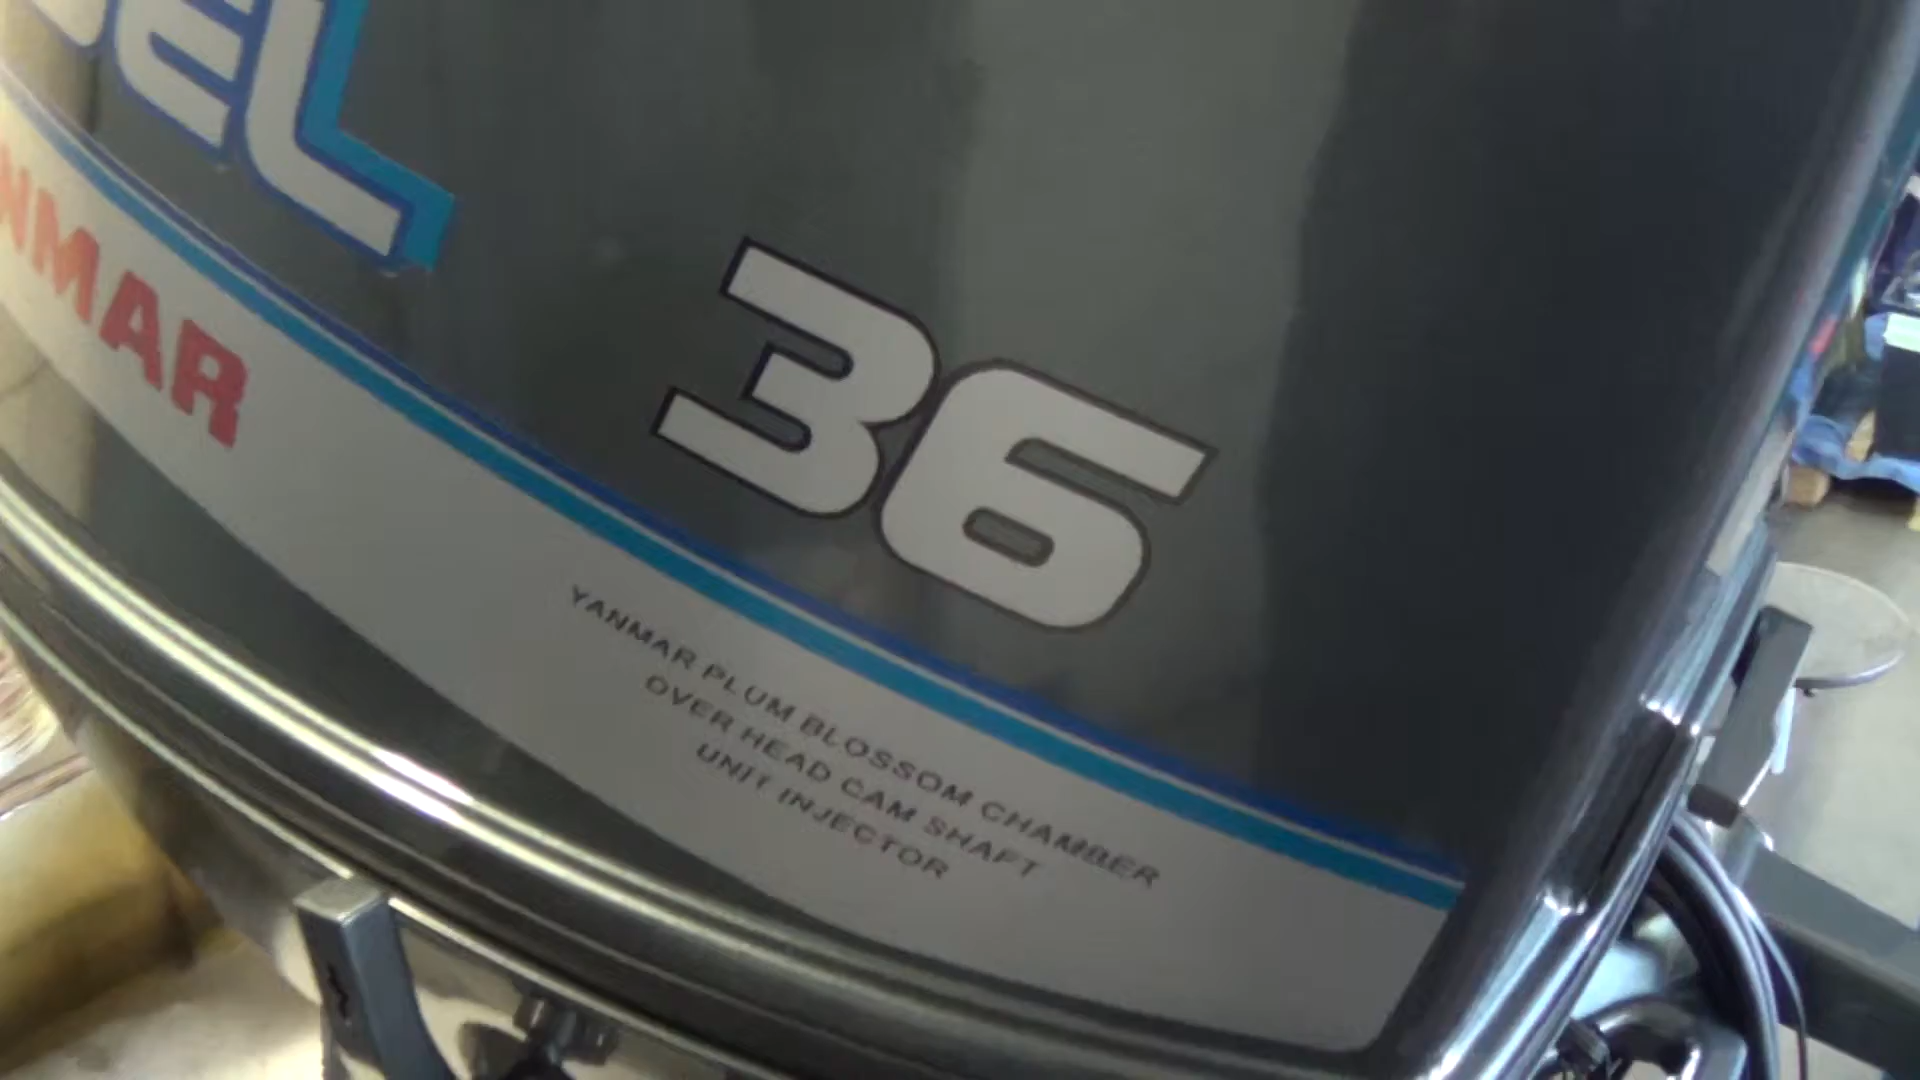 36
YANMAR PLUM BLOSSOM CHAMBER
OVER HEAD CAM SHAFT
UNIT INJECTOR